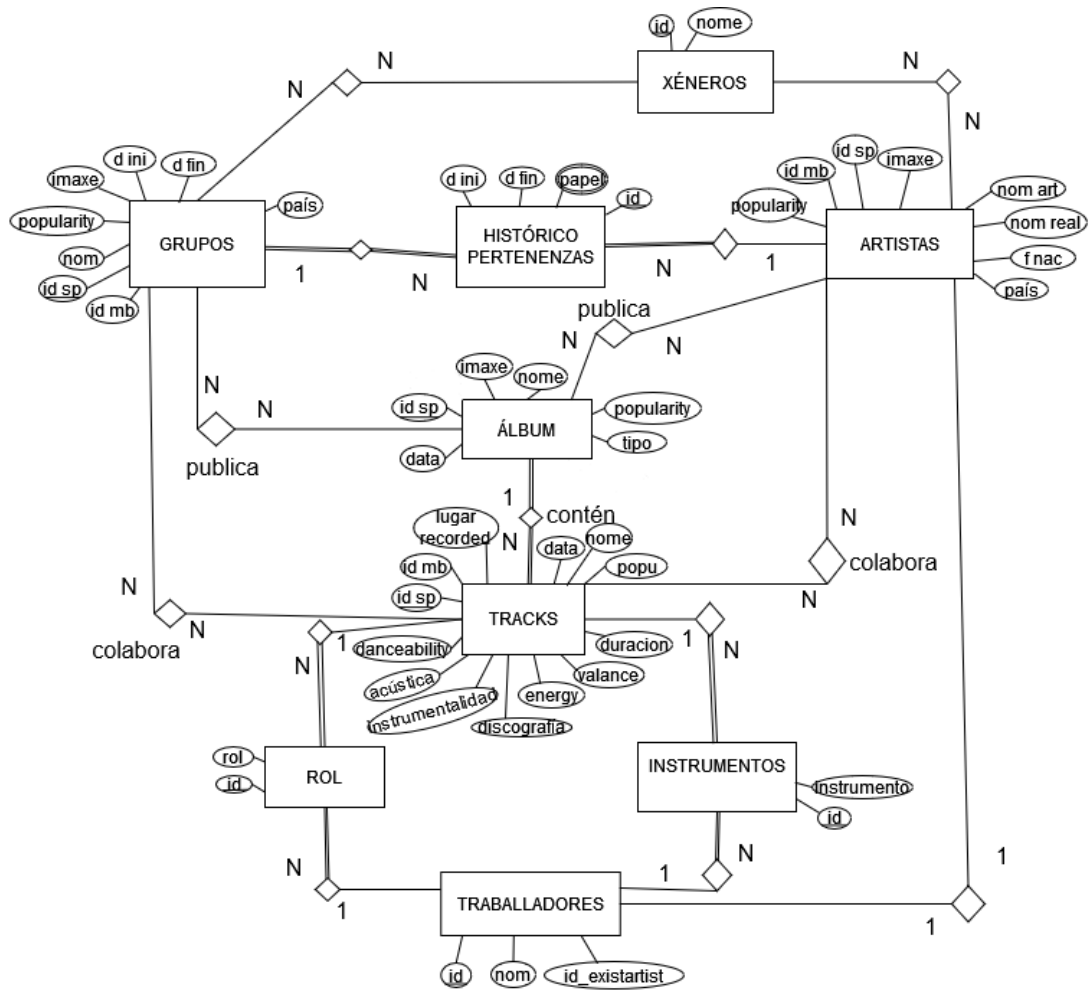 id
nome
N
N
XÉNEROS
N
N
d ini
d fin
imaxe
país
popularity
GRUPOS
nom
id sp
id mb
1
N
d ini
d fin
papel
id
HISTÓRICO
PERTENENZAS
N
1
id sp
id mb
imaxe
popularity
nom art
nom real
ARTISTAS
f nac
país
publica
N
N
imaxe
nome
id sp
popularity
ÁLBUM
tipo
data
N
N
publica
1
contén
N
lugar
recorded
data
nome
id mb
popu
id sp
TRACKS
danceability
duracion
acústica
valance
instrumentalidad
energy
discografía
N
colabora
N
N
N
colabora
1
N
1
N
rol
id
ROL
INSTRUMENTOS
instrumento
id
N
1
N
1
1
1
TRABALLADORES
id
nom
id_existartist